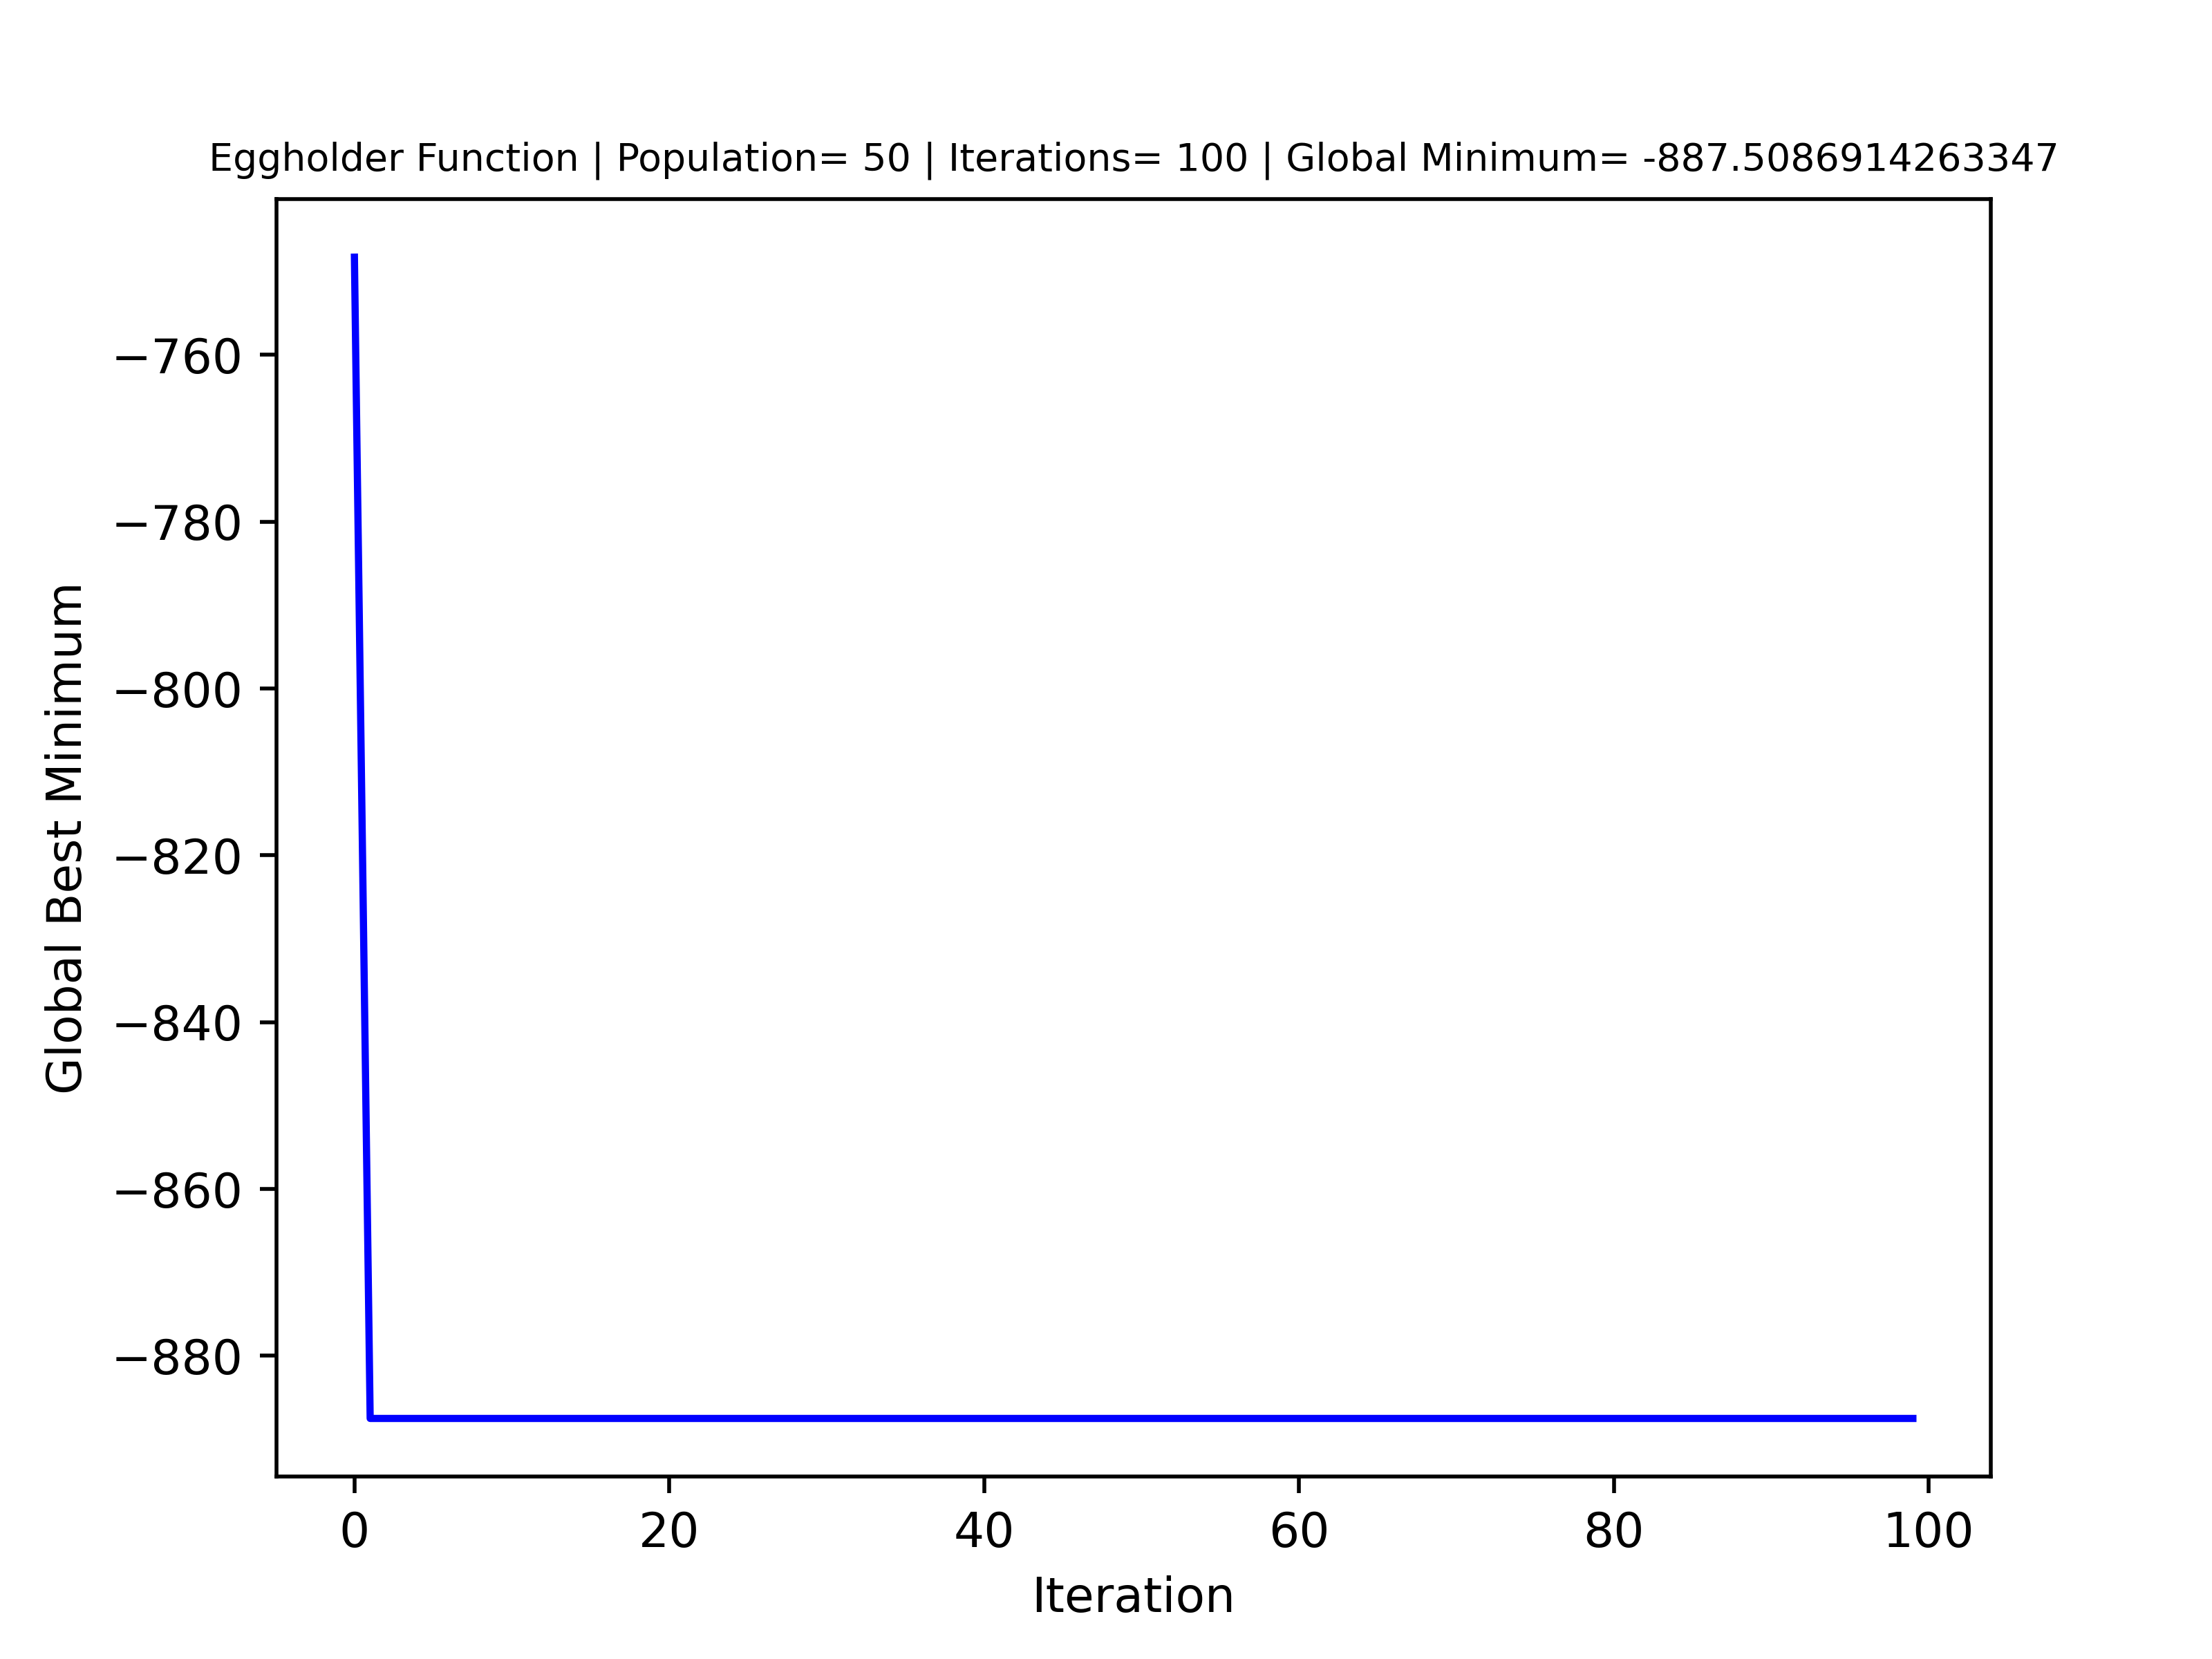 Eggholder Function | Population= 50 | Iterations= 100 | Global Minimum= -887.5086914263347
Global Best Minimum
−760
−780
−800
−820
−840
−860
−880
0 20 40 60 80 100
Iteration